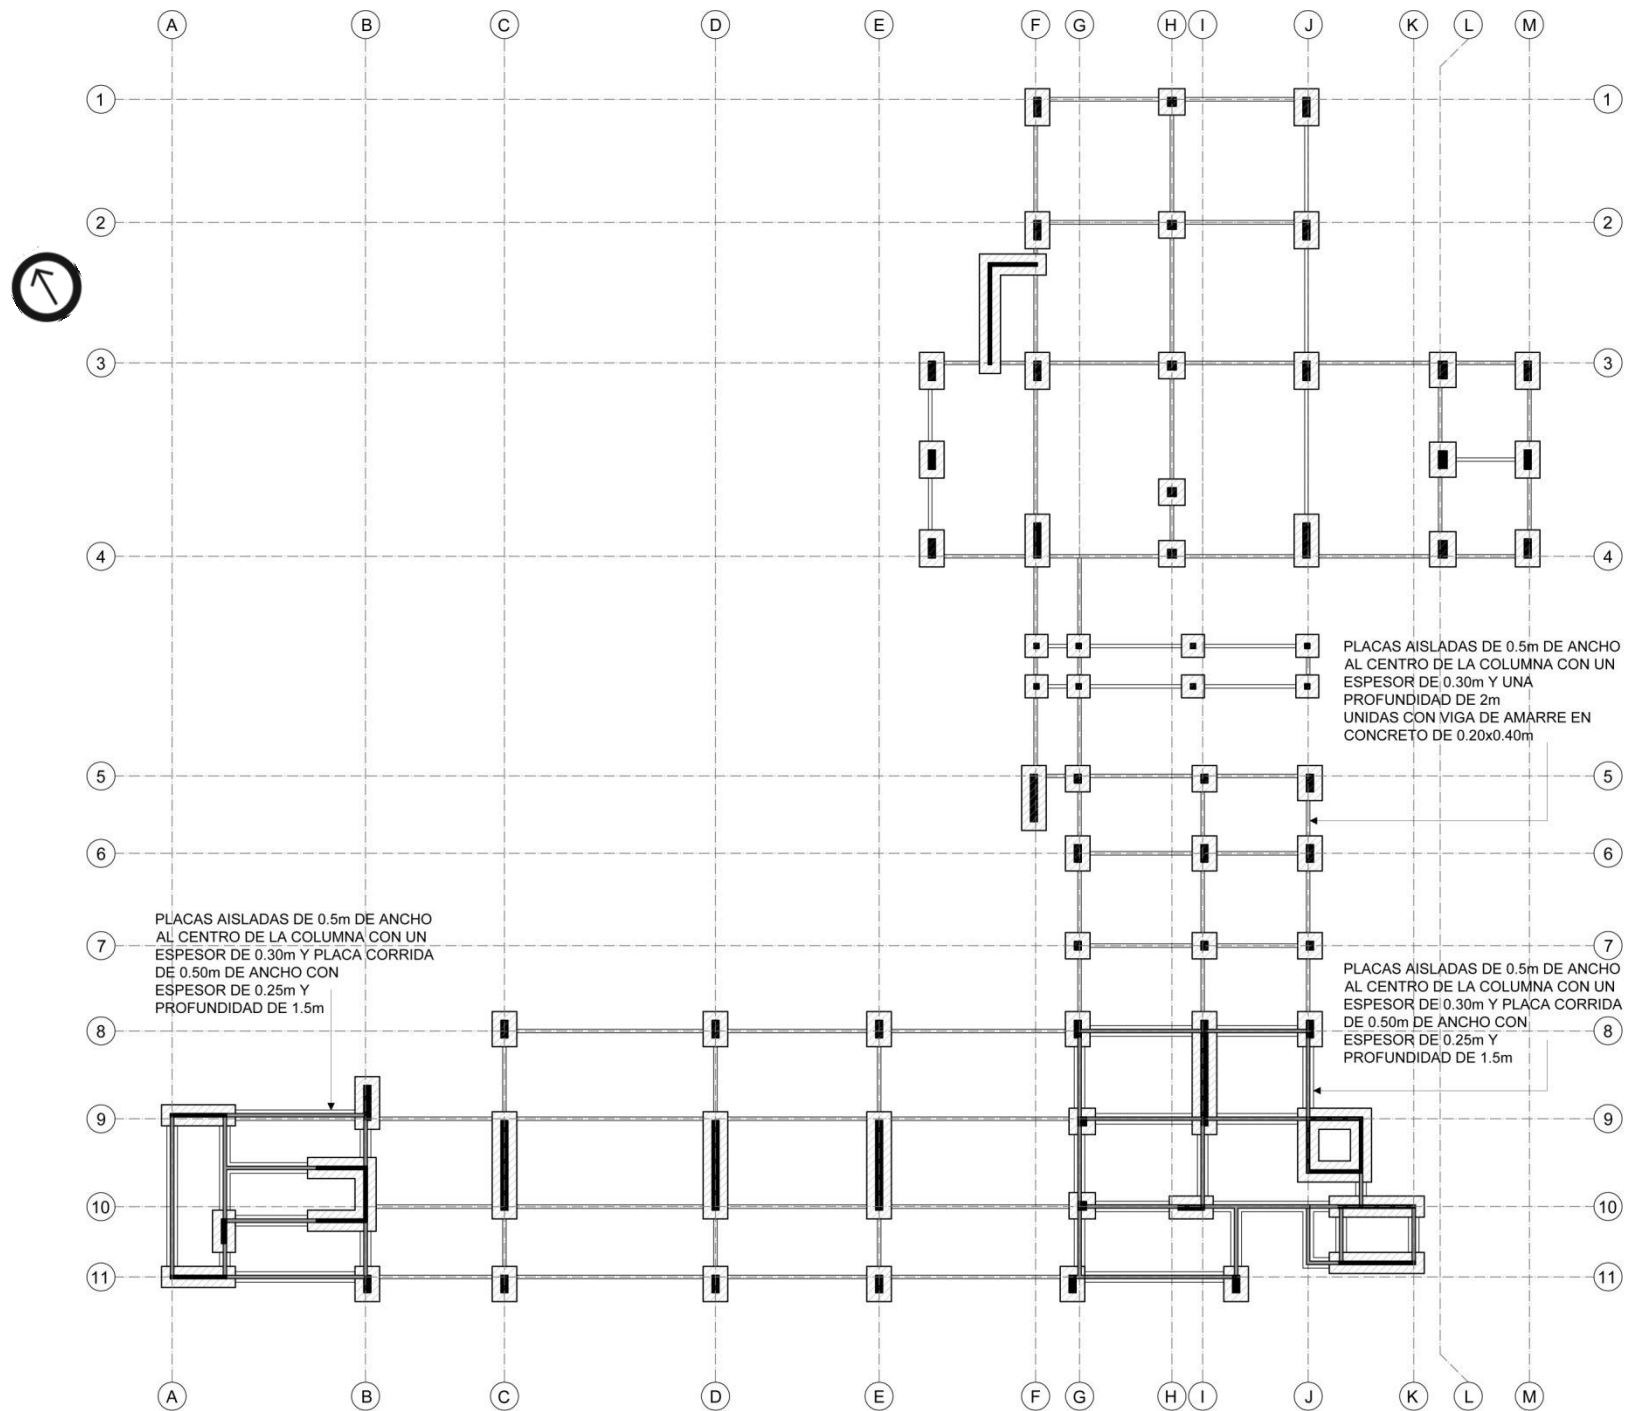 A B C D E F G H I J K L M
1 1
2 2
3 3
4 4
PLACAS AISLADAS DE 0.5m DE ANCHO
AL CENTRO DE LA COLUMNA CON UN
ESPESOR DE 0.30m Y UNA
PROFUNDIDAD DE 2m
UNIDAS CON VIGA DE AMARRE EN
CONCRETO DE 0.20x0.40m
5 5
6 6
PLACAS AISLADAS DE 0.5m DE ANCHO
AL CENTRO DE LA COLUMNA CON UN
ESPESOR DE 0.30m Y PLACA CORRIDA
DE 0.50m DE ANCHO CON
ESPESOR DE 0.25m Y
PROFUNDIDAD DE 1.5m
7 7
PLACAS AISLADAS DE 0.5m DE ANCHO
AL CENTRO DE LA COLUMNA CON UN
ESPESOR DE 0.30m Y PLACA CORRIDA
DE 0.50m DE ANCHO CON
ESPESOR DE 0.25m Y
PROFUNDIDAD DE 1.5m
8 8
9 9
10 10
11 11
A B C D E F G H I J K L M